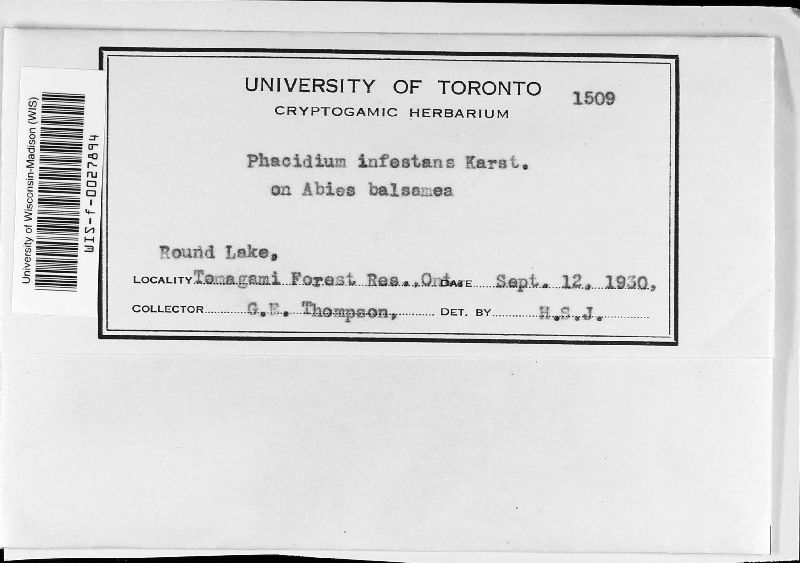 UNIVERSITY OF TORONTO
1509
CRYPTOGAMIC HERBARIUM
Phacidium infestans Karst.
on Abies balsamea
Round Lake,
LOCALITY Temagami Forest Res., Ont. DATE Sept. 12, 1930,
COLLECTOR G.E. Thompson, DET. BY H.S.J.
University of Wisconsin-Madison (WIS)
WIS-f-0027894